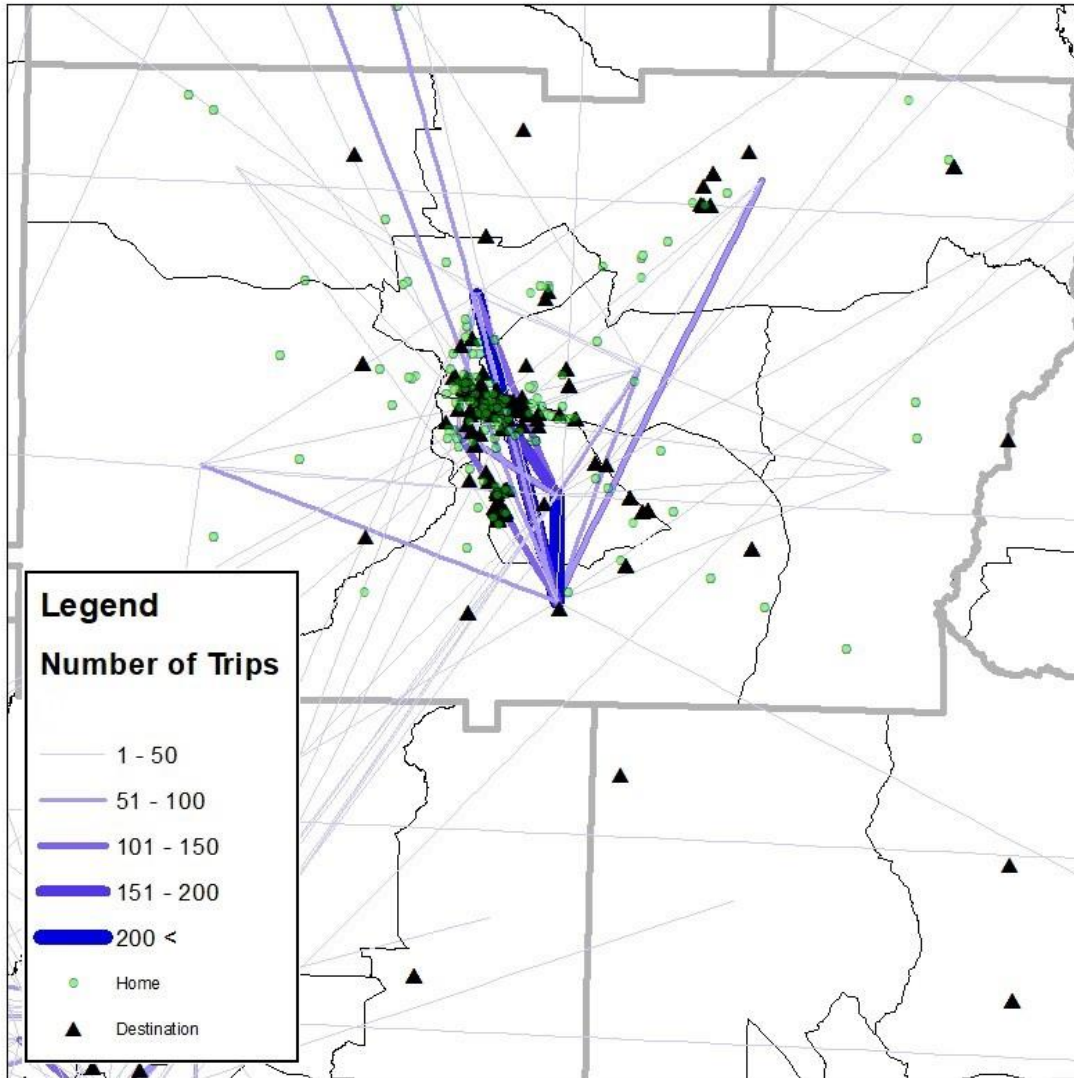 Legend
Number of Trips
1 - 50
51 - 100
101 - 150
151 - 200
200 <
Home
Destination